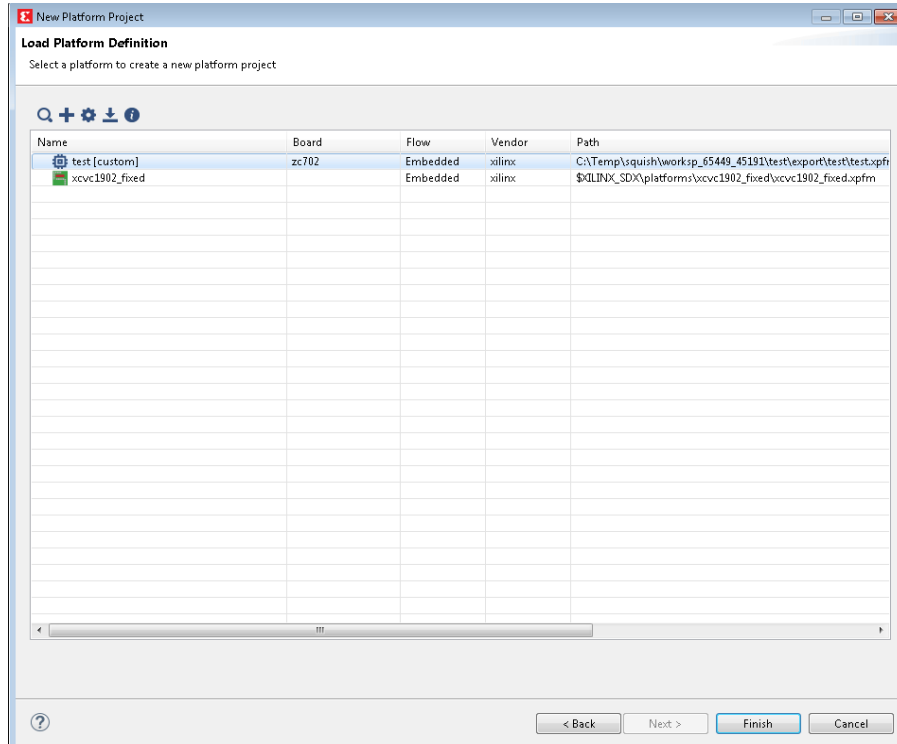 New Platform Project
Load Platform Definition
Select a platform to create a new platform project
Name Board Flow Vendor Path
test [custom] zc702 Embedded xilinx C:\Temp\squish\worksp_65449_45191\test\export\test\test.xpfr
xcvc1902_fixed Embedded xilinx $XILINX_SDX\platforms\xcvc1902_fixed\xcvc1902_fixed.xpfm
< Back Next > Finish Cancel